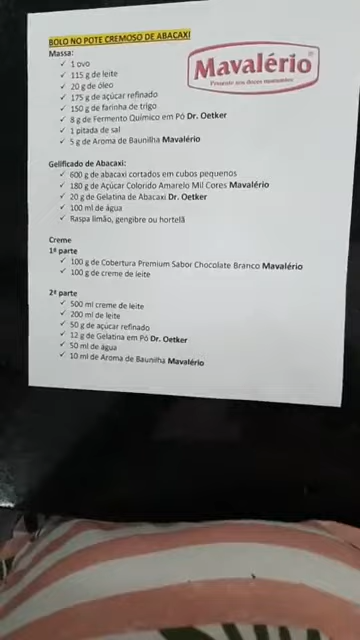 BOLO NO POTE CREMOSO DE ABACAXI
Mavalério®
Presente nos doces momentos
Massa:
✓ 1 ovo
✓ 115 g de leite
✓ 20 g de óleo
✓ 175 g de açúcar refinado
✓ 150 g de farinha de trigo
✓ 8 g de Fermento Químico em Pó Dr. Oetker
✓ 1 pitada de sal
✓ 5 g de Aroma de Baunilha Mavalério
Gelificado de Abacaxi:
✓ 600 g de abacaxi cortados em cubos pequenos
✓ 180 g de Açúcar Colorido Amarelo Mil Cores Mavalério
✓ 20 g de Gelatina de Abacaxi Dr. Oetker
✓ 100 ml de água
✓ Raspa limão, gengibre ou hortelã
Creme
1ª parte
✓ 100 g de Cobertura Premium Sabor Chocolate Branco Mavalério
✓ 100 g de creme de leite
2ª parte
✓ 500 ml creme de leite
✓ 200 ml de leite
✓ 50 g de açúcar refinado
✓ 12 g de Gelatina em Pó Dr. Oetker
✓ 50 ml de água
✓ 10 ml de Aroma de Baunilha Mavalério